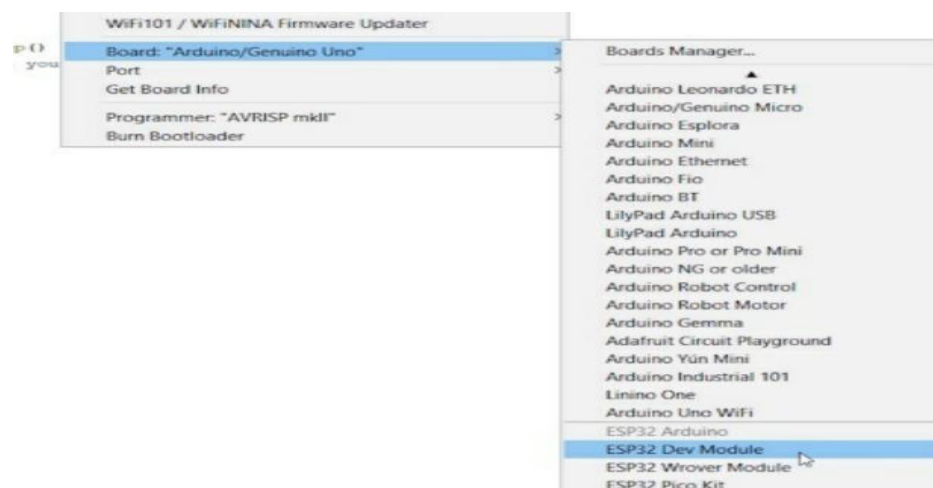 WiFi101 / WiFiNINA Firmware Updater
p()
Board: "Arduino/Genuino Uno"
you
Port
Get Board Info
Programmer: "AVRISP mkII"
Burn Bootloader
Boards Manager...
Arduino Leonardo ETH
Arduino/Genuino Micro
Arduino Esplora
Arduino Mini
Arduino Ethernet
Arduino Fio
Arduino BT
LilyPad Arduino USB
LilyPad Arduino
Arduino Pro or Pro Mini
Arduino NG or older
Arduino Robot Control
Arduino Robot Motor
Arduino Gemma
Adafruit Circuit Playground
Arduino Yún Mini
Arduino Industrial 101
Linino One
Arduino Uno WiFi
ESP32 Arduino
ESP32 Dev Module
ESP32 Wrover Module
ESP32 Pico Kit